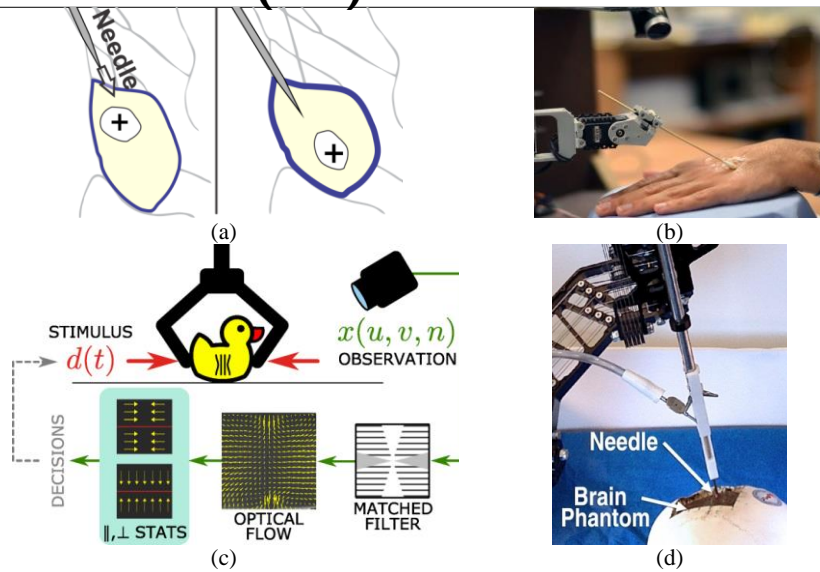 Needle
+
+
(a)
(b)
STIMULUS
d(t)
x(u, v, n)
OBSERVATION
DECISIONS
∥,⊥ STATS
OPTICAL
FLOW
MATCHED
FILTER
(c)
Needle
Brain
Phantom
(d)